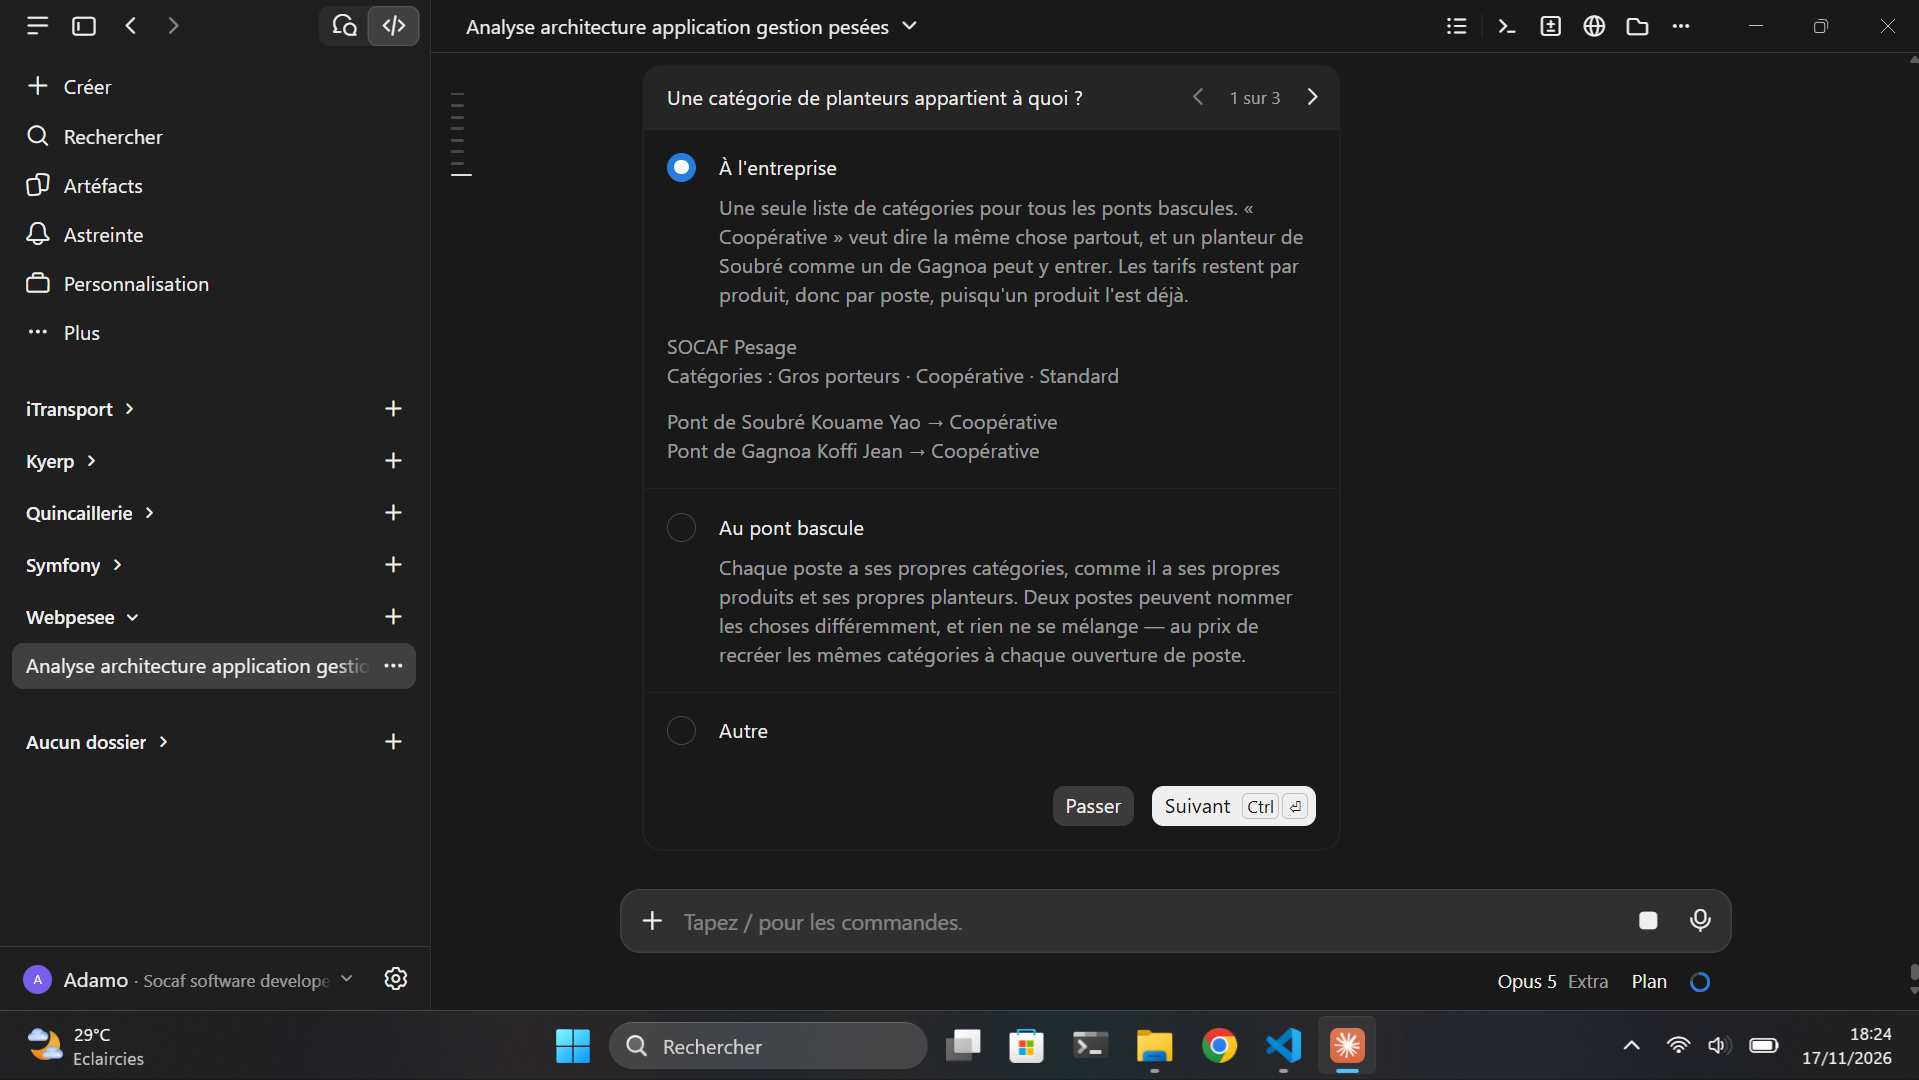 Analyse architecture application gestion pesées
Créer
Rechercher
Artéfacts
Astreinte
Personnalisation
Plus
iTransport
Kyerp
Quincaillerie
Symfony
Webpesee
Analyse architecture application gestio
Aucun dossier
Adamo · Socaf software develope
Une catégorie de planteurs appartient à quoi ?
1 sur 3
À l'entreprise
Une seule liste de catégories pour tous les ponts bascules. «
Coopérative » veut dire la même chose partout, et un planteur de
Soubré comme un de Gagnoa peut y entrer. Les tarifs restent par
produit, donc par poste, puisqu'un produit l'est déjà.
SOCAF Pesage
Catégories : Gros porteurs · Coopérative · Standard
Pont de Soubré Kouame Yao → Coopérative
Pont de Gagnoa Koffi Jean → Coopérative
Au pont bascule
Chaque poste a ses propres catégories, comme il a ses propres
produits et ses propres planteurs. Deux postes peuvent nommer
les choses différemment, et rien ne se mélange — au prix de
recréer les mêmes catégories à chaque ouverture de poste.
Autre
Passer
Suivant Ctrl ⏎
Tapez / pour les commandes.
Opus 5 Extra Plan
A
29°C
Eclaircies
Rechercher
18:24
17/11/2026